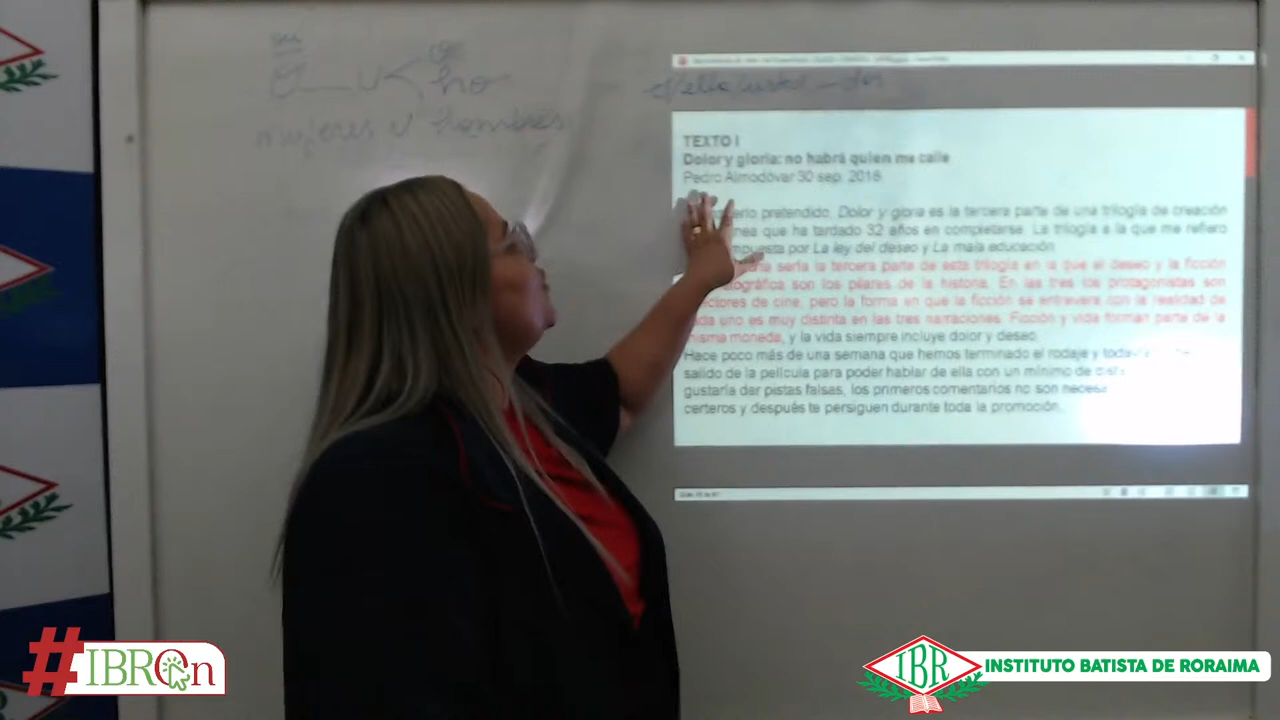 mujeres u hombres
él/ella/usted
TEXTO I
Dolor y gloria: no habrá quien me calle
Pedro Almodóvar 30 sep. 2018
pretendido, Dolor y gloria es la tercera parte de una trilogía de creación
que ha tardado 32 años en completarse. La trilogía a la que me refiero
por La ley del deseo y La mala educación
sería la tercera parte de esta trilogía en la que el deseo y la ficción
son los pilares de la historia. En las tres los protagonistas son
de cine, pero la forma en que la ficción se entrevera con la realidad de
uno es muy distinta en las tres narraciones. Ficción y vida forman parte de la
misma moneda, y la vida siempre incluye dolor y deseo.
Hace poco más de una semana que hemos terminado el rodaje y
salido de la película para poder hablar de ella con un mínimo de
gustaría dar pistas falsas, los primeros comentarios no son
certeros y después te persiguen durante toda la promoción.
#IBROn
IBR
INSTITUTO BATISTA DE RORAIMA